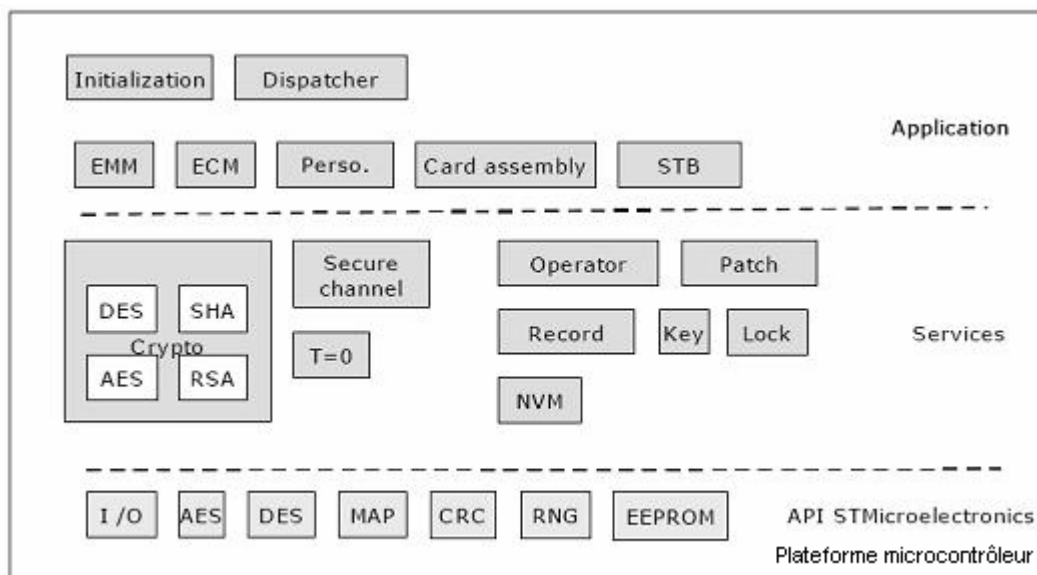 Initialization Dispatcher
Application
EMM ECM Perso. Card assembly STB
Secure
channel
Operator Patch
DES SHA
Crypto
AES RSA
T=0
Record Key Lock
Services
NVM
I /O AES DES MAP CRC RNG EEPROM
API STMicroelectronics
Plateforme microcontrôleur